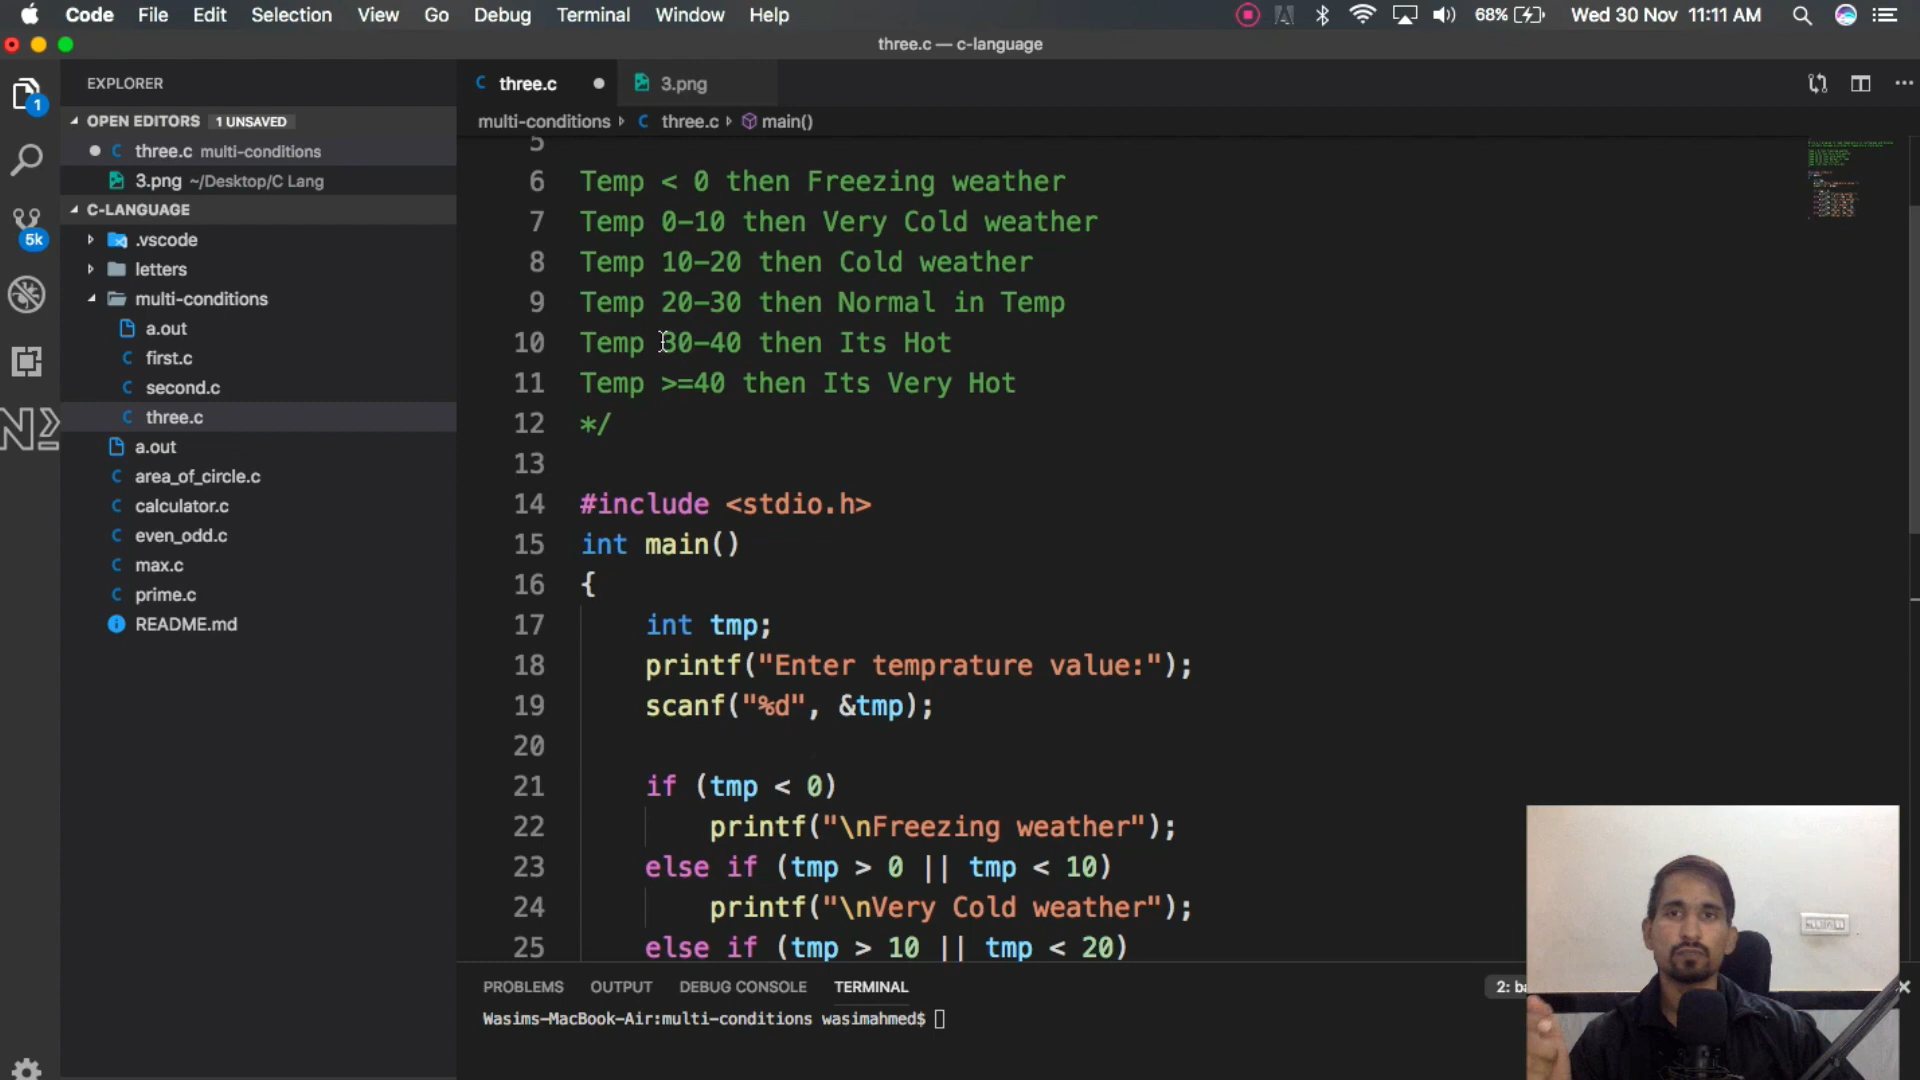 Code File Edit Selection View Go Debug Terminal Window Help 68% Wed 30 Nov 11:11 AM
three.c — c-language
EXPLORER
OPEN EDITORS 1 UNSAVED
three.c multi-conditions
3.png ~/Desktop/C Lang
C-LANGUAGE
.vscode
letters
multi-conditions
a.out
first.c
second.c
three.c
a.out
area_of_circle.c
calculator.c
even_odd.c
max.c
prime.c
README.md
1
5k
three.c 3.png
multi-conditions three.c main()
5
6 Temp < 0 then Freezing weather
7 Temp 0-10 then Very Cold weather
8 Temp 10-20 then Cold weather
9 Temp 20-30 then Normal in Temp
10 Temp 30-40 then Its Hot
11 Temp >=40 then Its Very Hot
12 */
13
14 #include <stdio.h>
15 int main()
16 {
17 int tmp;
18 printf("Enter temprature value:");
19 scanf("%d", &tmp);
20
21 if (tmp < 0)
22 printf("\nFreezing weather");
23 else if (tmp > 0 || tmp < 10)
24 printf("\nVery Cold weather");
25 else if (tmp > 10 || tmp < 20)
PROBLEMS OUTPUT DEBUG CONSOLE TERMINAL 2: ba
Wasims-MacBook-Air:multi-conditions wasimahmed$